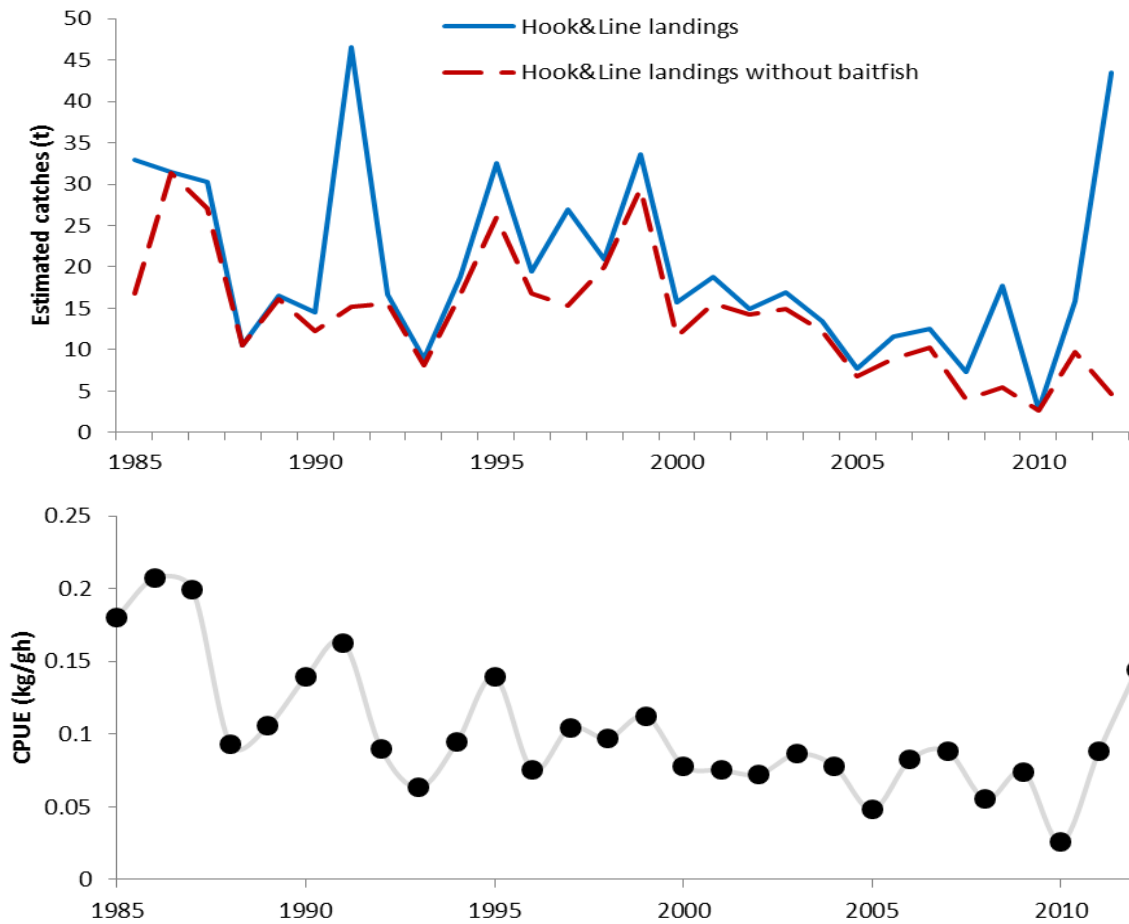 50
45
40
35
30
25
20
15
10
5
0
Estimated catches (t)
Hook&Line landings
Hook&Line landings without baitfish
1985 1990 1995 2000 2005 2010
0.25
0.2
0.15
0.1
0.05
0
CPUE (kg/gh)
1985 1990 1995 2000 2005 2010